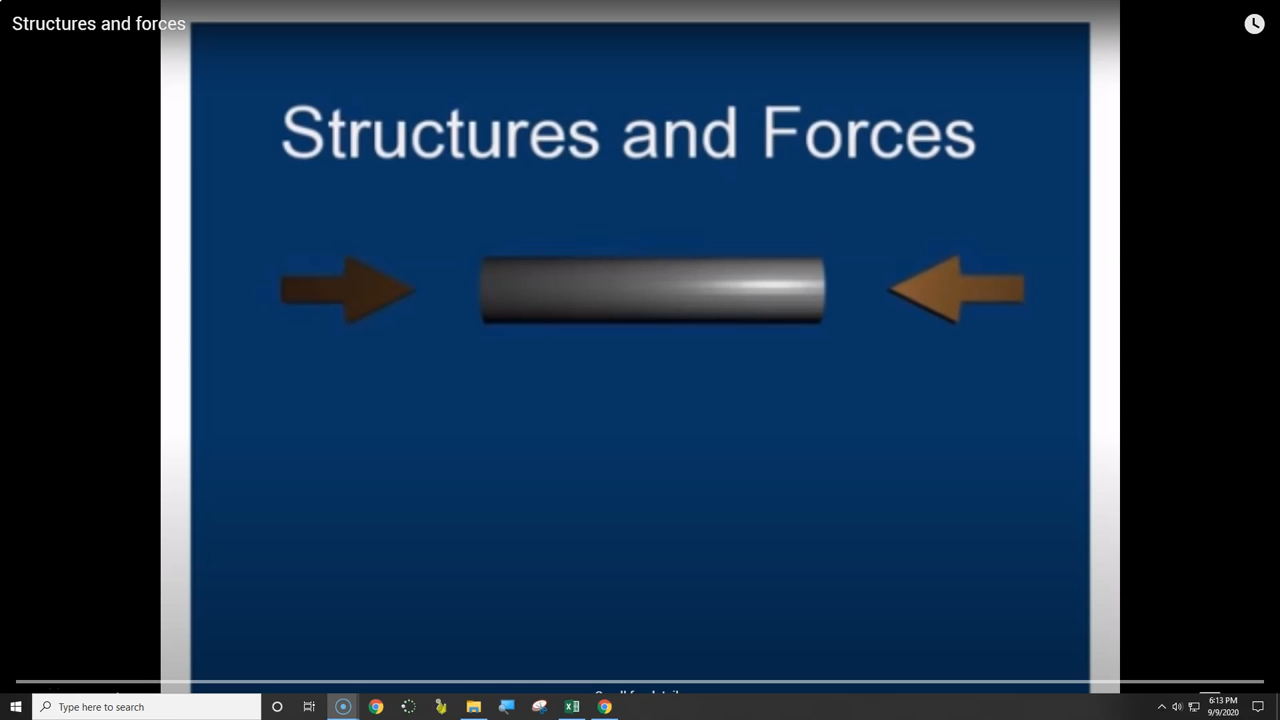 Structures and forces
Structures and Forces
Type here to search
6:13 PM
9/9/2020